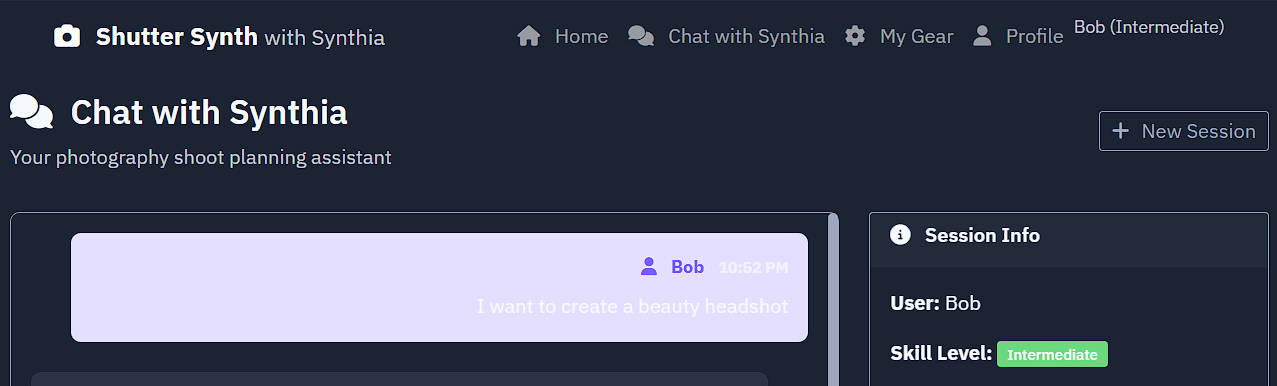 Shutter Synth with Synthia Home Chat with Synthia My Gear Profile Bob (Intermediate)
Chat with Synthia
New Session
Your photography shoot planning assistant
Bob 10:52 PM
I want to create a beauty headshot
Session Info
User: Bob
Skill Level: Intermediate